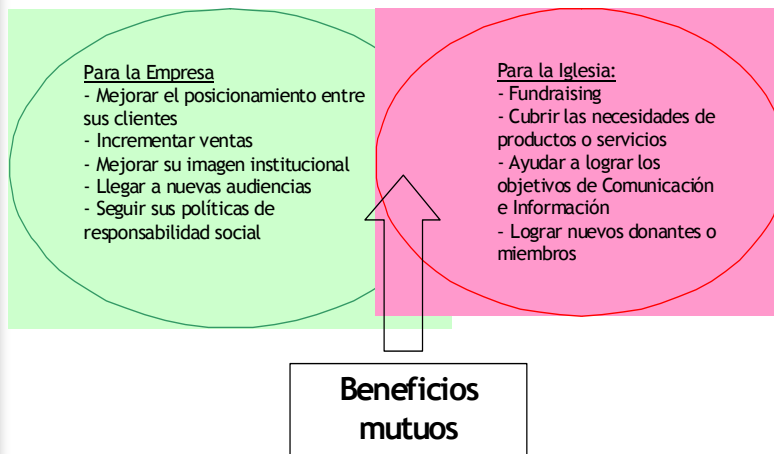 Para la Empresa
- Mejorar el posicionamiento entre
sus clientes
- Incrementar ventas
- Mejorar su imagen institucional
- Llegar a nuevas audiencias
- Seguir sus políticas de
responsabilidad social
Para la Iglesia:
- Fundraising
- Cubrir las necesidades de
productos o servicios
- Ayudar a lograr los
objetivos de Comunicación
e Información
- Lograr nuevos donantes o
miembros
Beneficios
mutuos